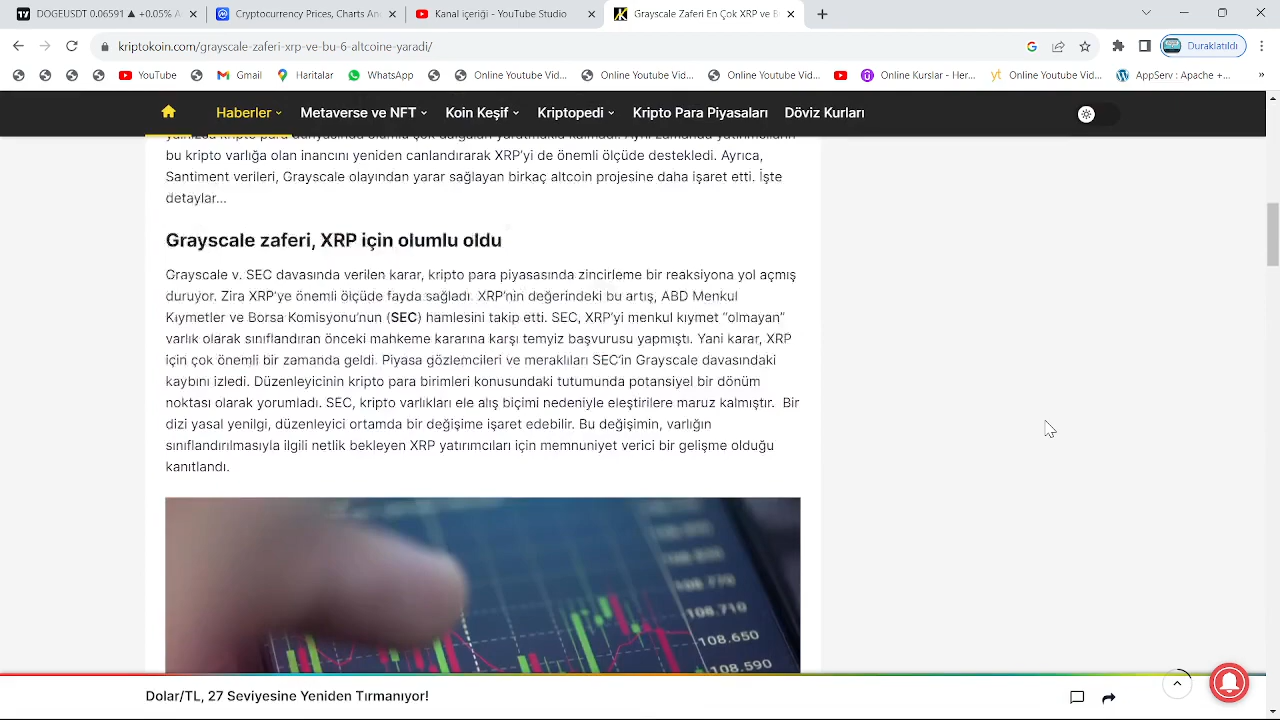 DOGEUSDT 0.06591 ▲ +0.05%
Cryptocurrency Prices, Charts An
Kanal içeriği - YouTube Studio
Grayscale Zaferi En Çok XRP ve B
kriptokoin.com/grayscale-zaferi-xrp-ve-bu-6-altcoine-yaradi/
Duraklatıldı
YouTube
Gmail
Haritalar
WhatsApp
Online Youtube Vid...
Online Youtube Vid...
Online Youtube Vid...
Online Kurslar - Her...
Online Youtube Vid...
AppServ : Apache +...
Haberler
Metaverse ve NFT
Koin Keşif
Kriptopedi
Kripto Para Piyasaları
Döviz Kurları
bu kripto varlığa olan inancını yeniden canlandırarak XRP'yi de önemli ölçüde destekledi. Ayrıca,
Santiment verileri, Grayscale olayından yarar sağlayan birkaç altcoin projesine daha işaret etti. İşte
detaylar...
Grayscale zaferi, XRP için olumlu oldu
Grayscale v. SEC davasında verilen karar, kripto para piyasasında zincirleme bir reaksiyona yol açmış
duruyor. Zira XRP'ye önemli ölçüde fayda sağladı. XRP'nin değerindeki bu artış, ABD Menkul
Kıymetler ve Borsa Komisyonu'nun (SEC) hamlesini takip etti. SEC, XRP'yi menkul kıymet “olmayan”
varlık olarak sınıflandıran önceki mahkeme kararına karşı temyiz başvurusu yapmıştı. Yani karar, XRP
için çok önemli bir zamanda geldi. Piyasa gözlemcileri ve meraklıları SEC'in Grayscale davasındaki
kaybını izledi. Düzenleyicinin kripto para birimleri konusundaki tutumunda potansiyel bir dönüm
noktası olarak yorumladı. SEC, kripto varlıkları ele alış biçimi nedeniyle eleştirilere maruz kalmıştır. Bir
dizi yasal yenilgi, düzenleyici ortamda bir değişime işaret edebilir. Bu değişimin, varlığın
sınıflandırılmasıyla ilgili netlik bekleyen XRP yatırımcıları için memnuniyet verici bir gelişme olduğu
kanıtlandı.
108.710
108.650
108.590
Dolar/TL, 27 Seviyesine Yeniden Tırmanıyor!